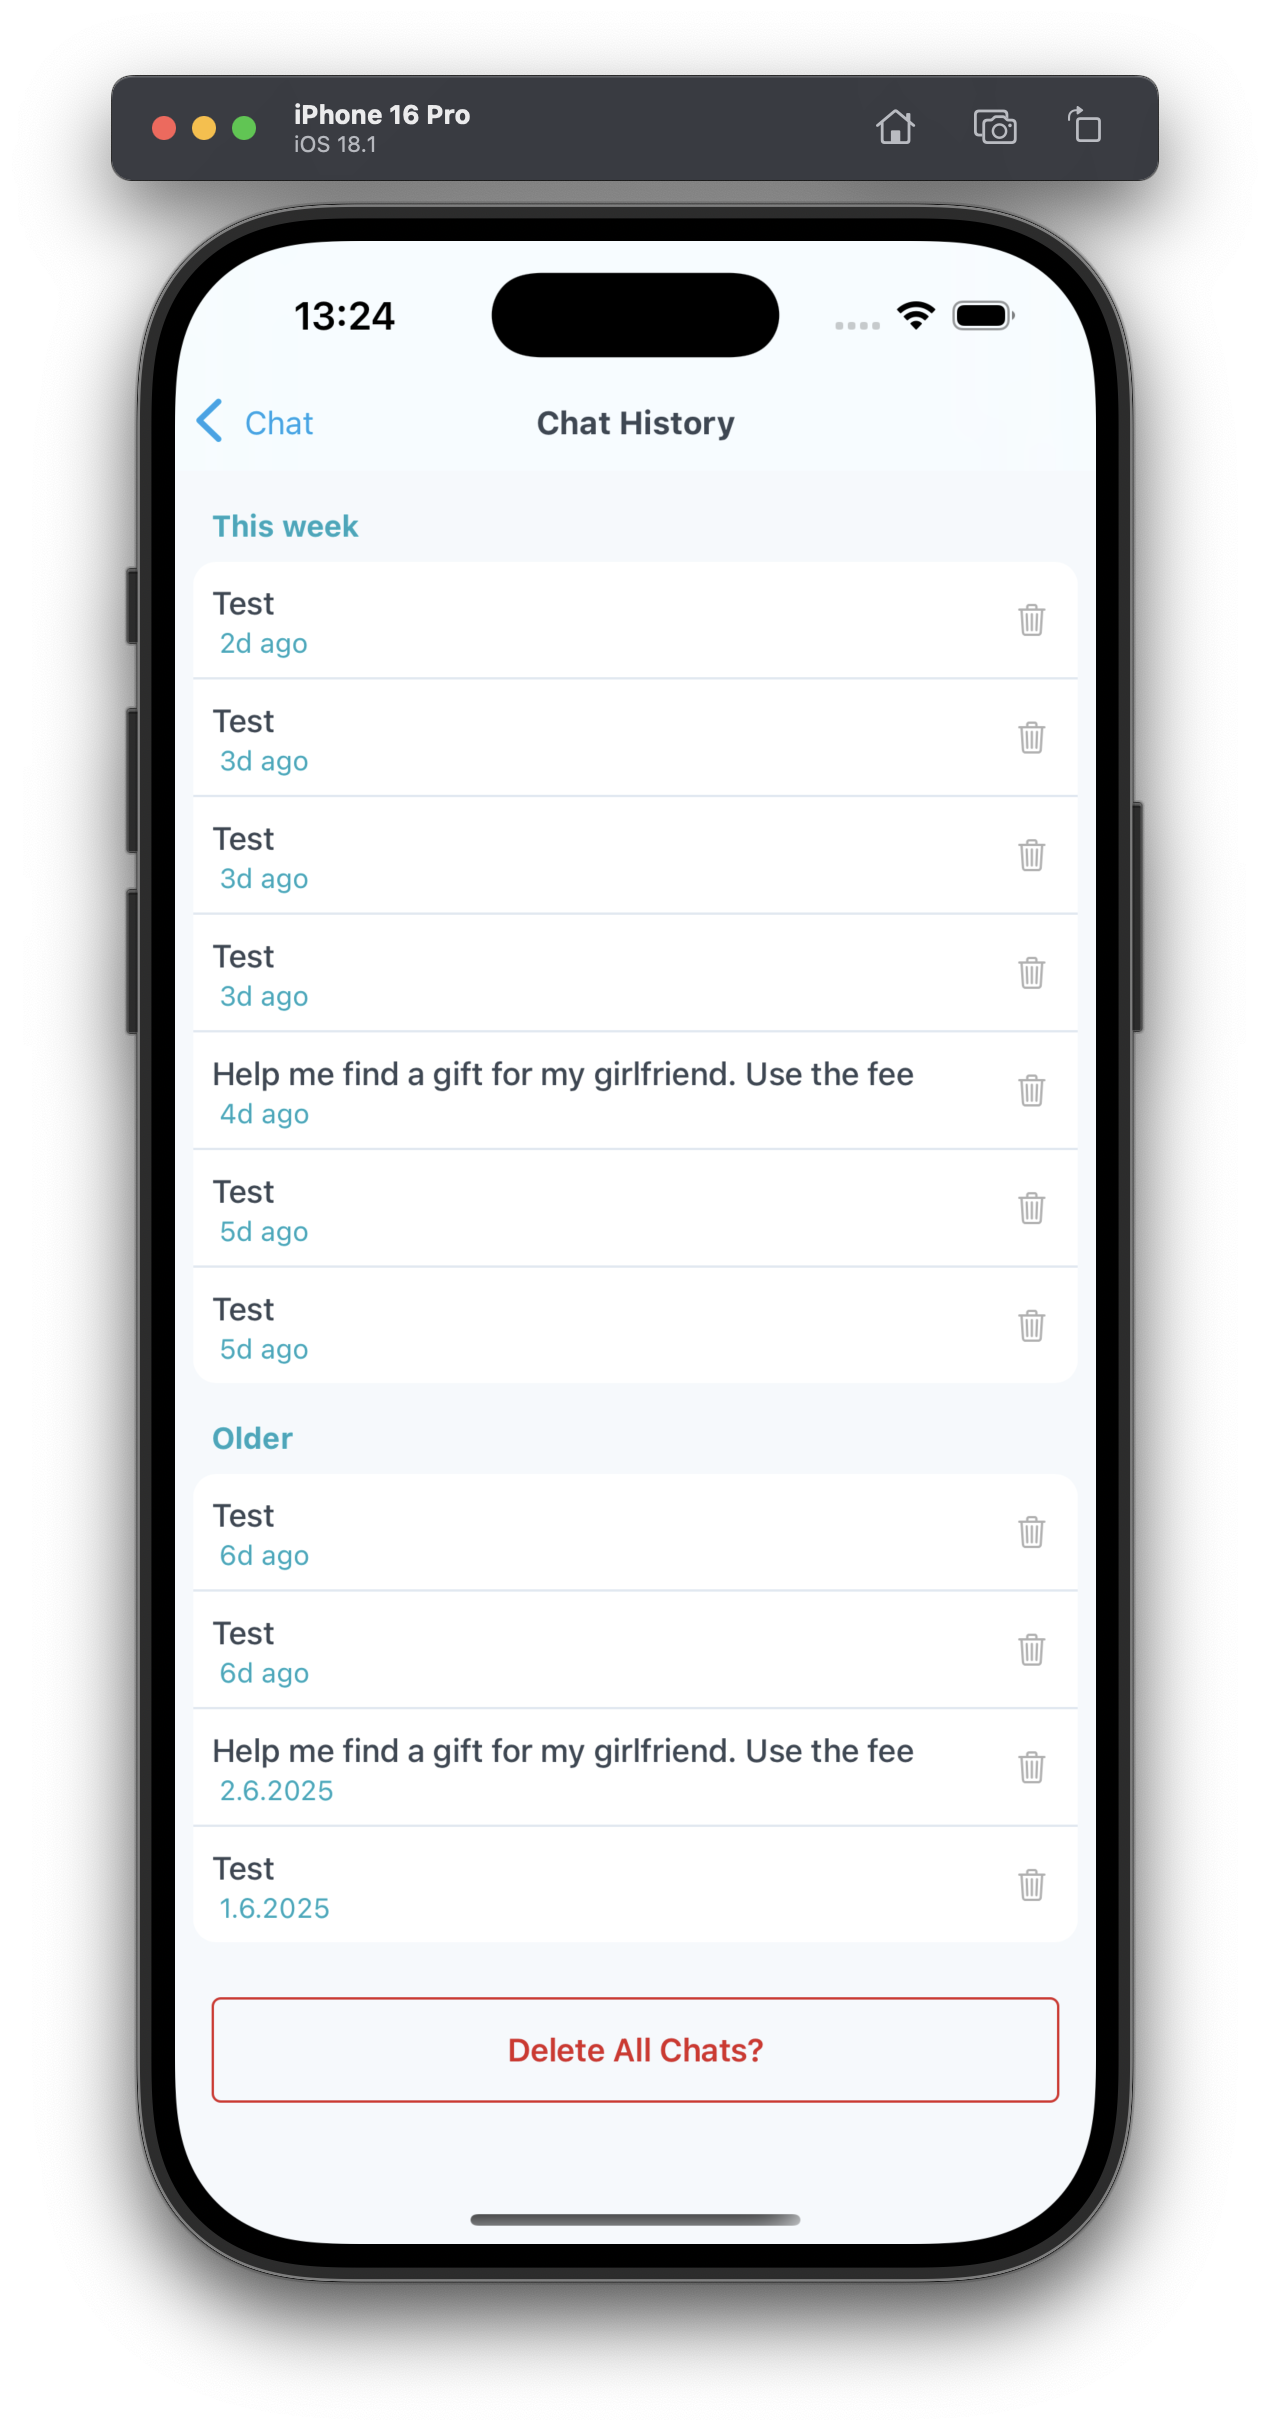 iPhone 16 Pro
iOS 18.1
13:24
Chat
Chat History
This week
Test
2d ago
Test
3d ago
Test
3d ago
Test
3d ago
Help me find a gift for my girlfriend. Use the fee
4d ago
Test
5d ago
Test
5d ago
Older
Test
6d ago
Test
6d ago
Help me find a gift for my girlfriend. Use the fee
2.6.2025
Test
1.6.2025
Delete All Chats?